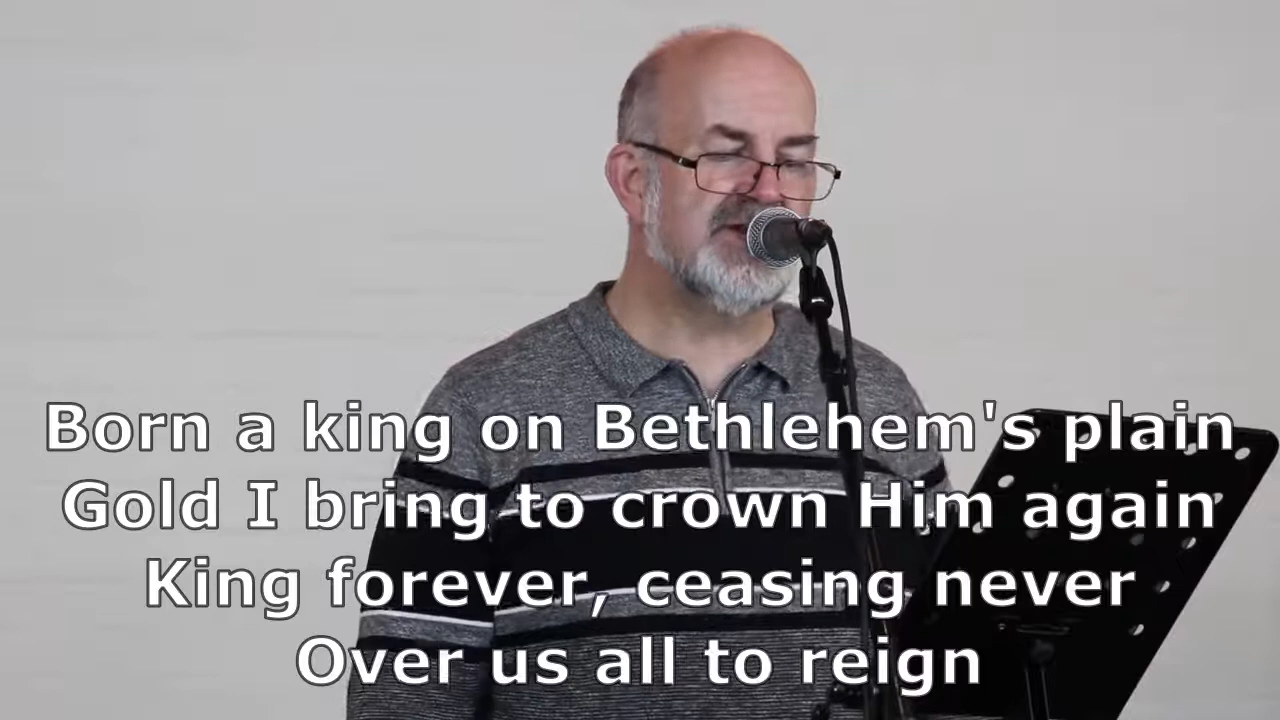 Born a king on Bethlehem's plain
Gold I bring to crown Him again
King forever, ceasing never
Over us all to reign